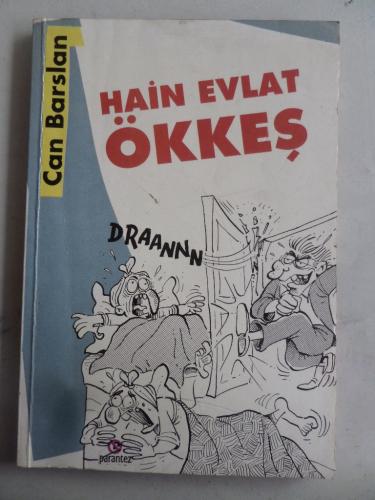 Can Barslan
HAİN EVLAT
ÖKKEŞ
DRAANNN
parantez